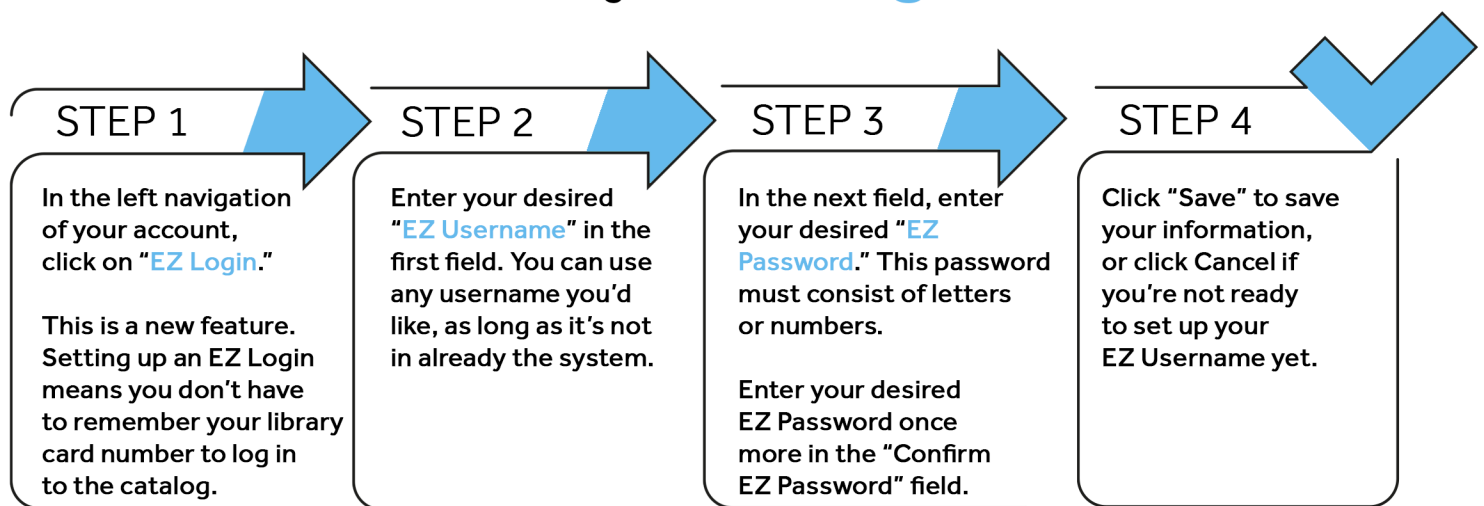 STEP 1
In the left navigation
of your account,
click on “EZ Login.”
This is a new feature.
Setting up an EZ Login
means you don’t have
to remember your library
card number to log in
to the catalog.
STEP 2
Enter your desired
“EZ Username” in the
first field. You can use
any username you’d
like, as long as it’s not
in already the system.
STEP 3
In the next field, enter
your desired “EZ
Password.” This password
must consist of letters
or numbers.
Enter your desired
EZ Password once
more in the “Confirm
EZ Password” field.
STEP 4
Click “Save” to save
your information,
or click Cancel if
you’re not ready
to set up your
EZ Username yet.